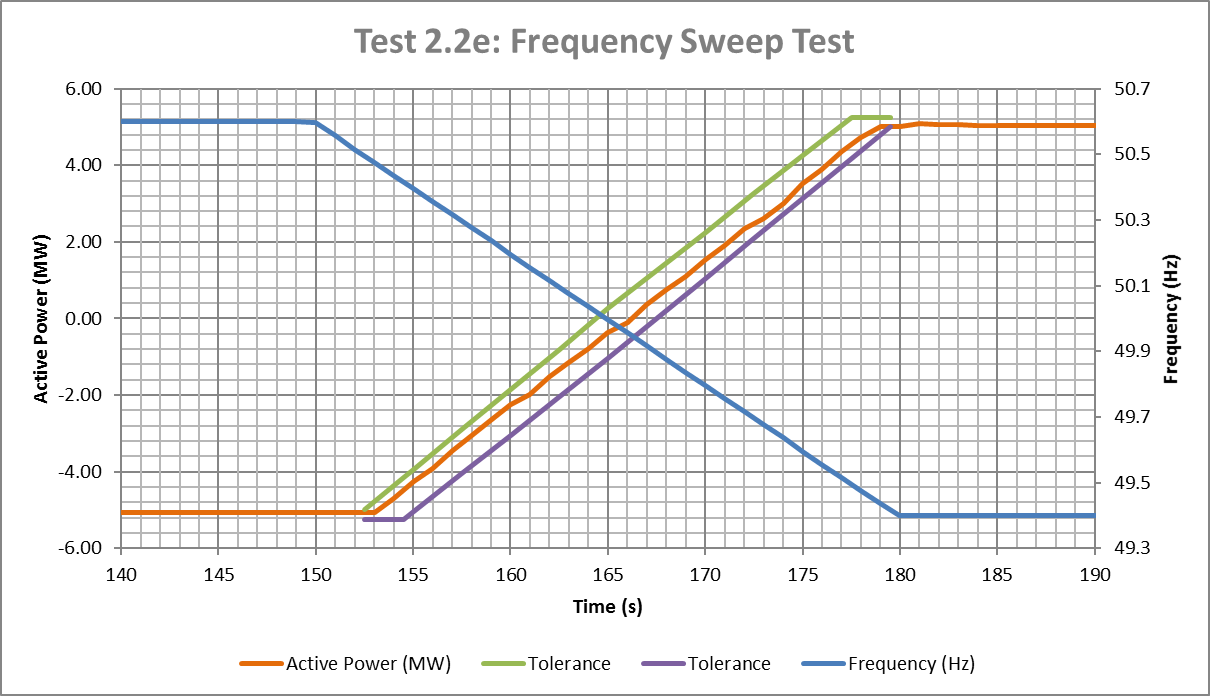 Test 2.2e: Frequency Sweep Test
6.00
4.00
2.00
0.00
-2.00
-4.00
-6.00
Active Power (MW)
50.7
50.5
50.3
50.1
49.9
49.7
49.5
49.3
Frequency (Hz)
140 145 150 155 160 165 170 175 180 185 190
Time (s)
Active Power (MW) Tolerance Tolerance Frequency (Hz)